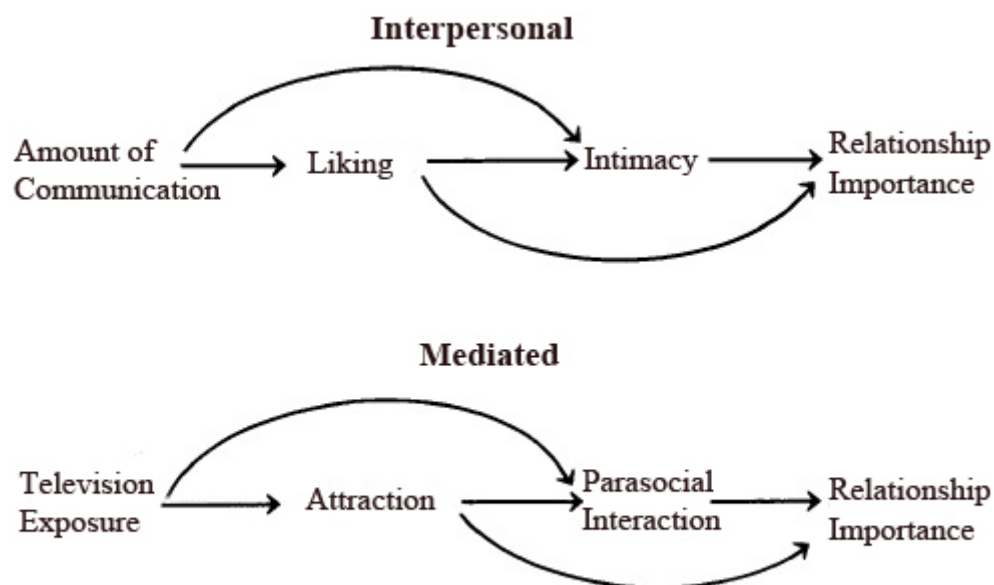 Interpersonal
Amount of
Communication
Liking
Intimacy
Relationship
Importance
Mediated
Television
Exposure
Attraction
Parasocial
Interaction
Relationship
Importance